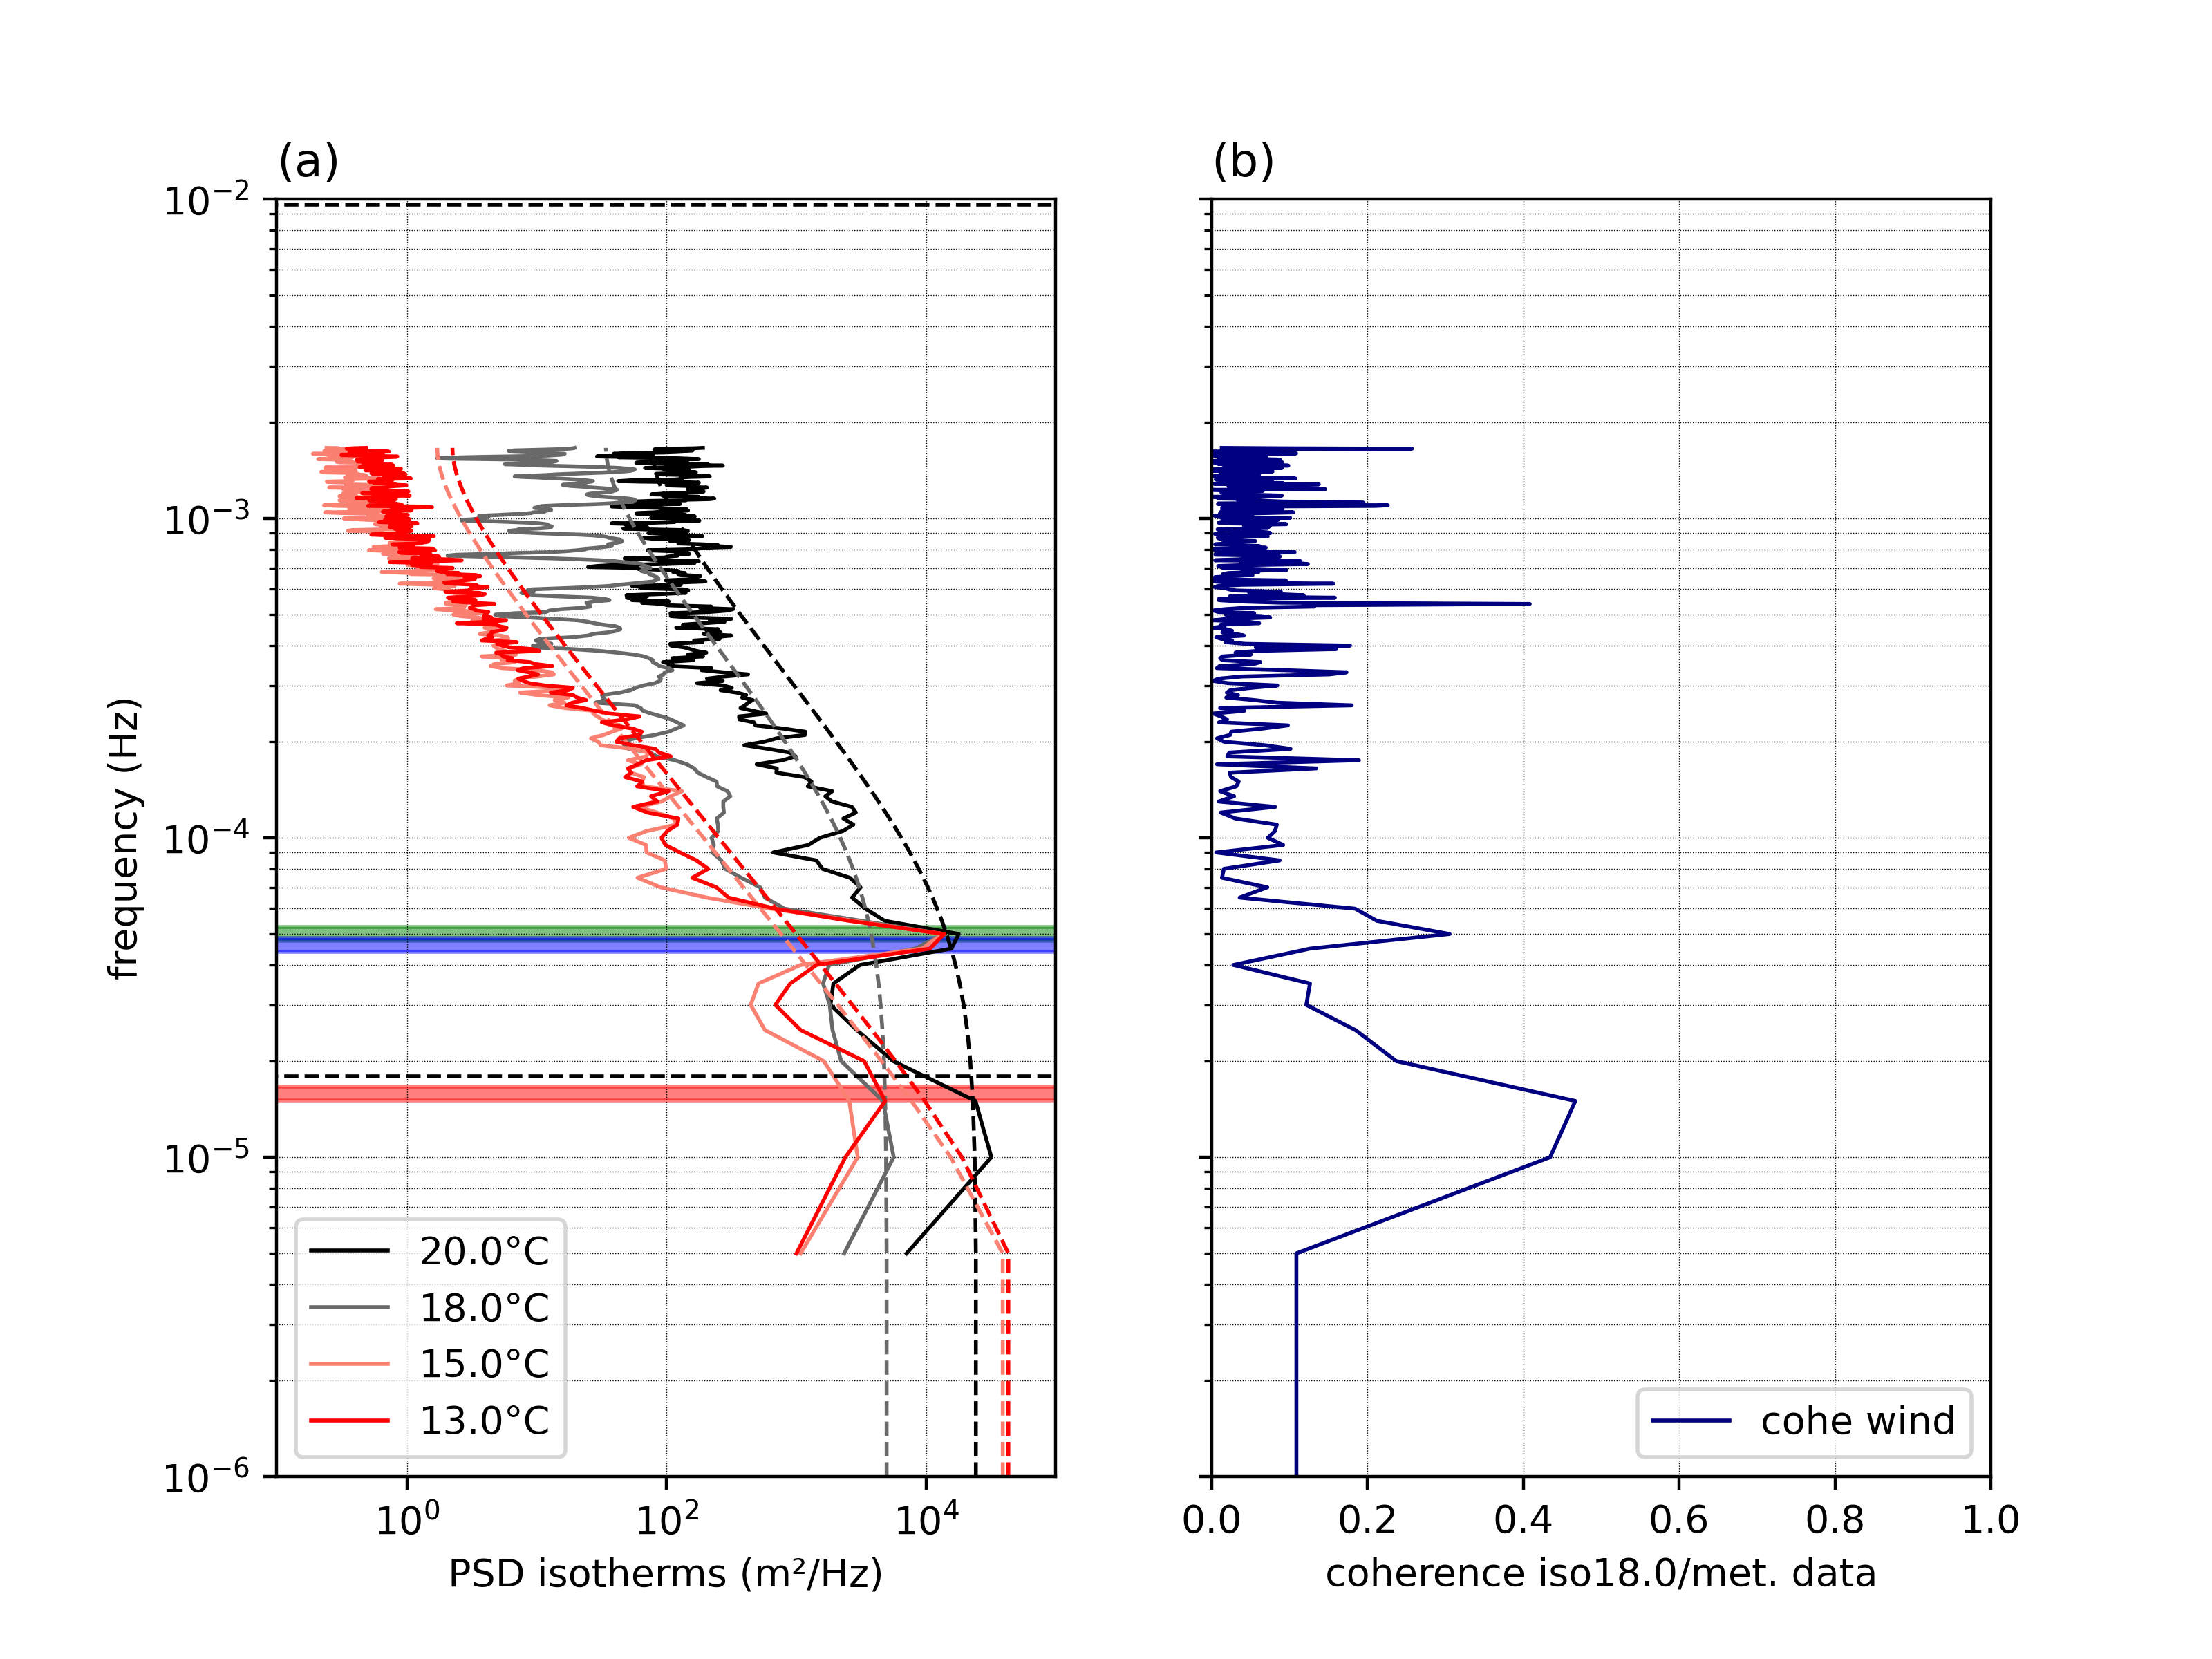 (a)
(b)
10⁻²
10⁻³
10⁻⁴
10⁻⁵
10⁻⁶
frequency (Hz)
20.0°C
18.0°C
15.0°C
13.0°C
10⁰ 10² 10⁴
PSD isotherms (m²/Hz)
cohe wind
0.0 0.2 0.4 0.6 0.8 1.0
coherence iso18.0/met. data